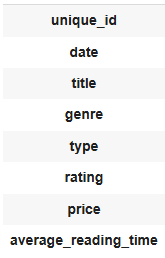 unique_id
date
title
genre
type
rating
price
average_reading_time